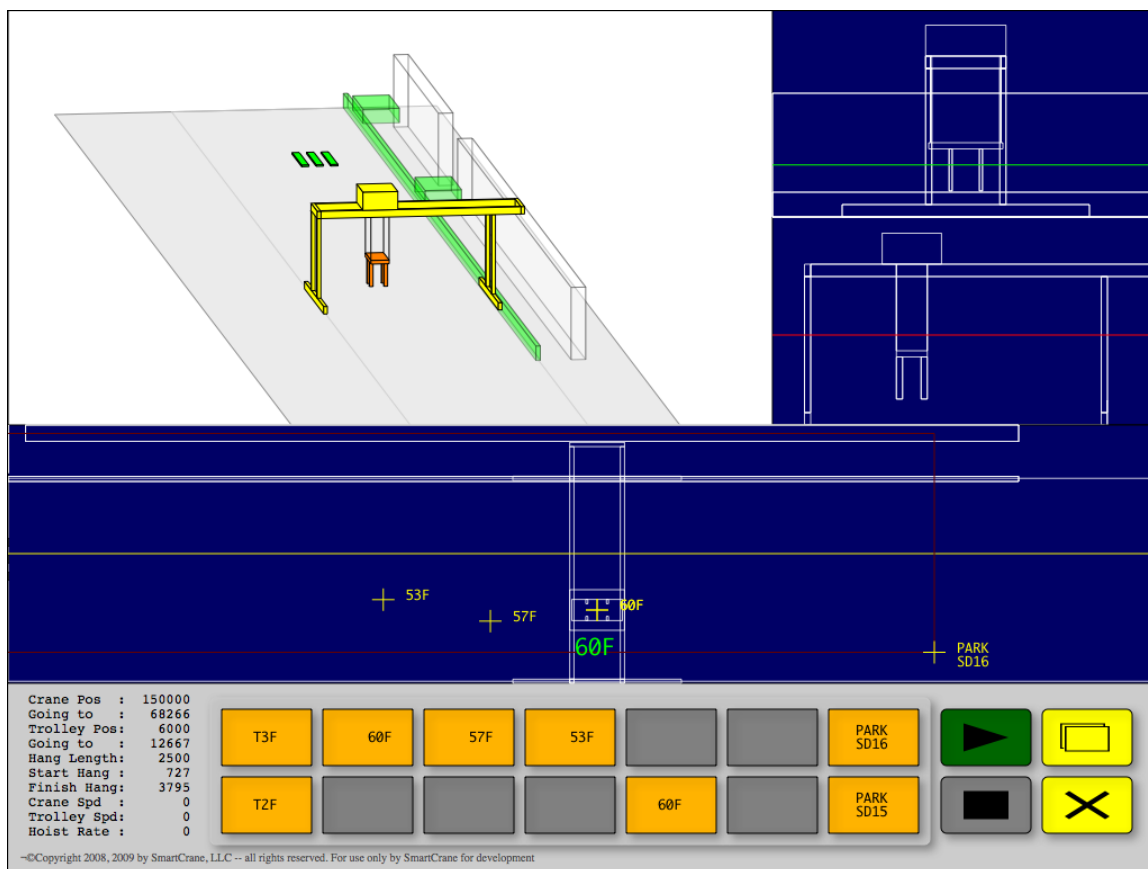 53F
57F
60F
60F
PARK
SD16
Crane Pos : 150000
Going to : 68266
Trolley Pos: 6000
Going to : 12667
Hang Length: 2500
Start Hang : 727
Finish Hang: 3795
Crane Spd : 0
Trolley Spd: 0
Hoist Rate : 0
T3F
60F
57F
53F
PARK
SD16
T2F
60F
PARK
SD15
¬©Copyright 2008, 2009 by SmartCrane, LLC -- all rights reserved. For use only by SmartCrane for development